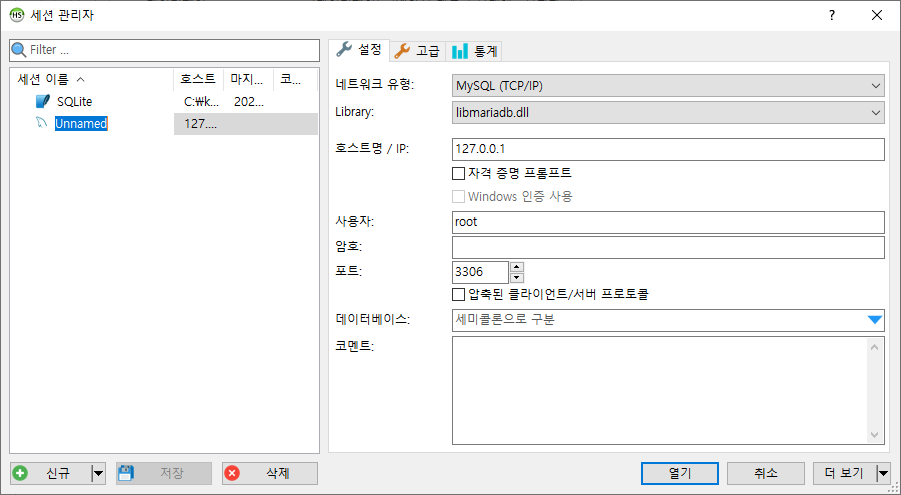 세션 관리자
Filter ...
세션 이름 호스트 마지... 코...
SQLite C:\k... 202...
Unnamed 127....
설정 고급 통계
네트워크 유형: MySQL (TCP/IP)
Library: libmariadb.dll
호스트명 / IP: 127.0.0.1
자격 증명 프롬프트
Windows 인증 사용
사용자: root
암호:
포트: 3306
압축된 클라이언트/서버 프로토콜
데이터베이스: 세미콜론으로 구분
코멘트:
신규 저장 삭제 열기 취소 더 보기